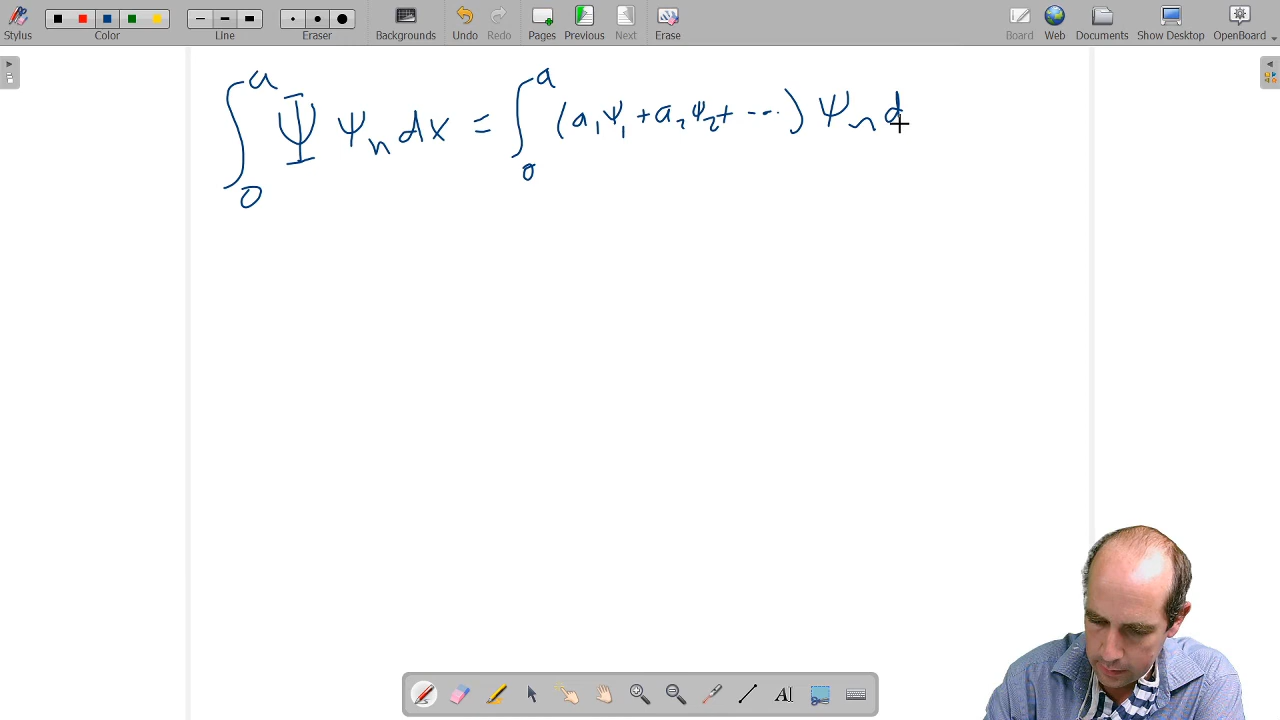 Stylus Color Line Eraser Backgrounds Undo Redo Pages Previous Next Erase Board Web Documents Show Desktop OpenBoard
∫₀ᵃ Ψ ψₙ dx = ∫₀ᵃ (a₁ψ₁ + a₂ψ₂ + ...) ψₙ d